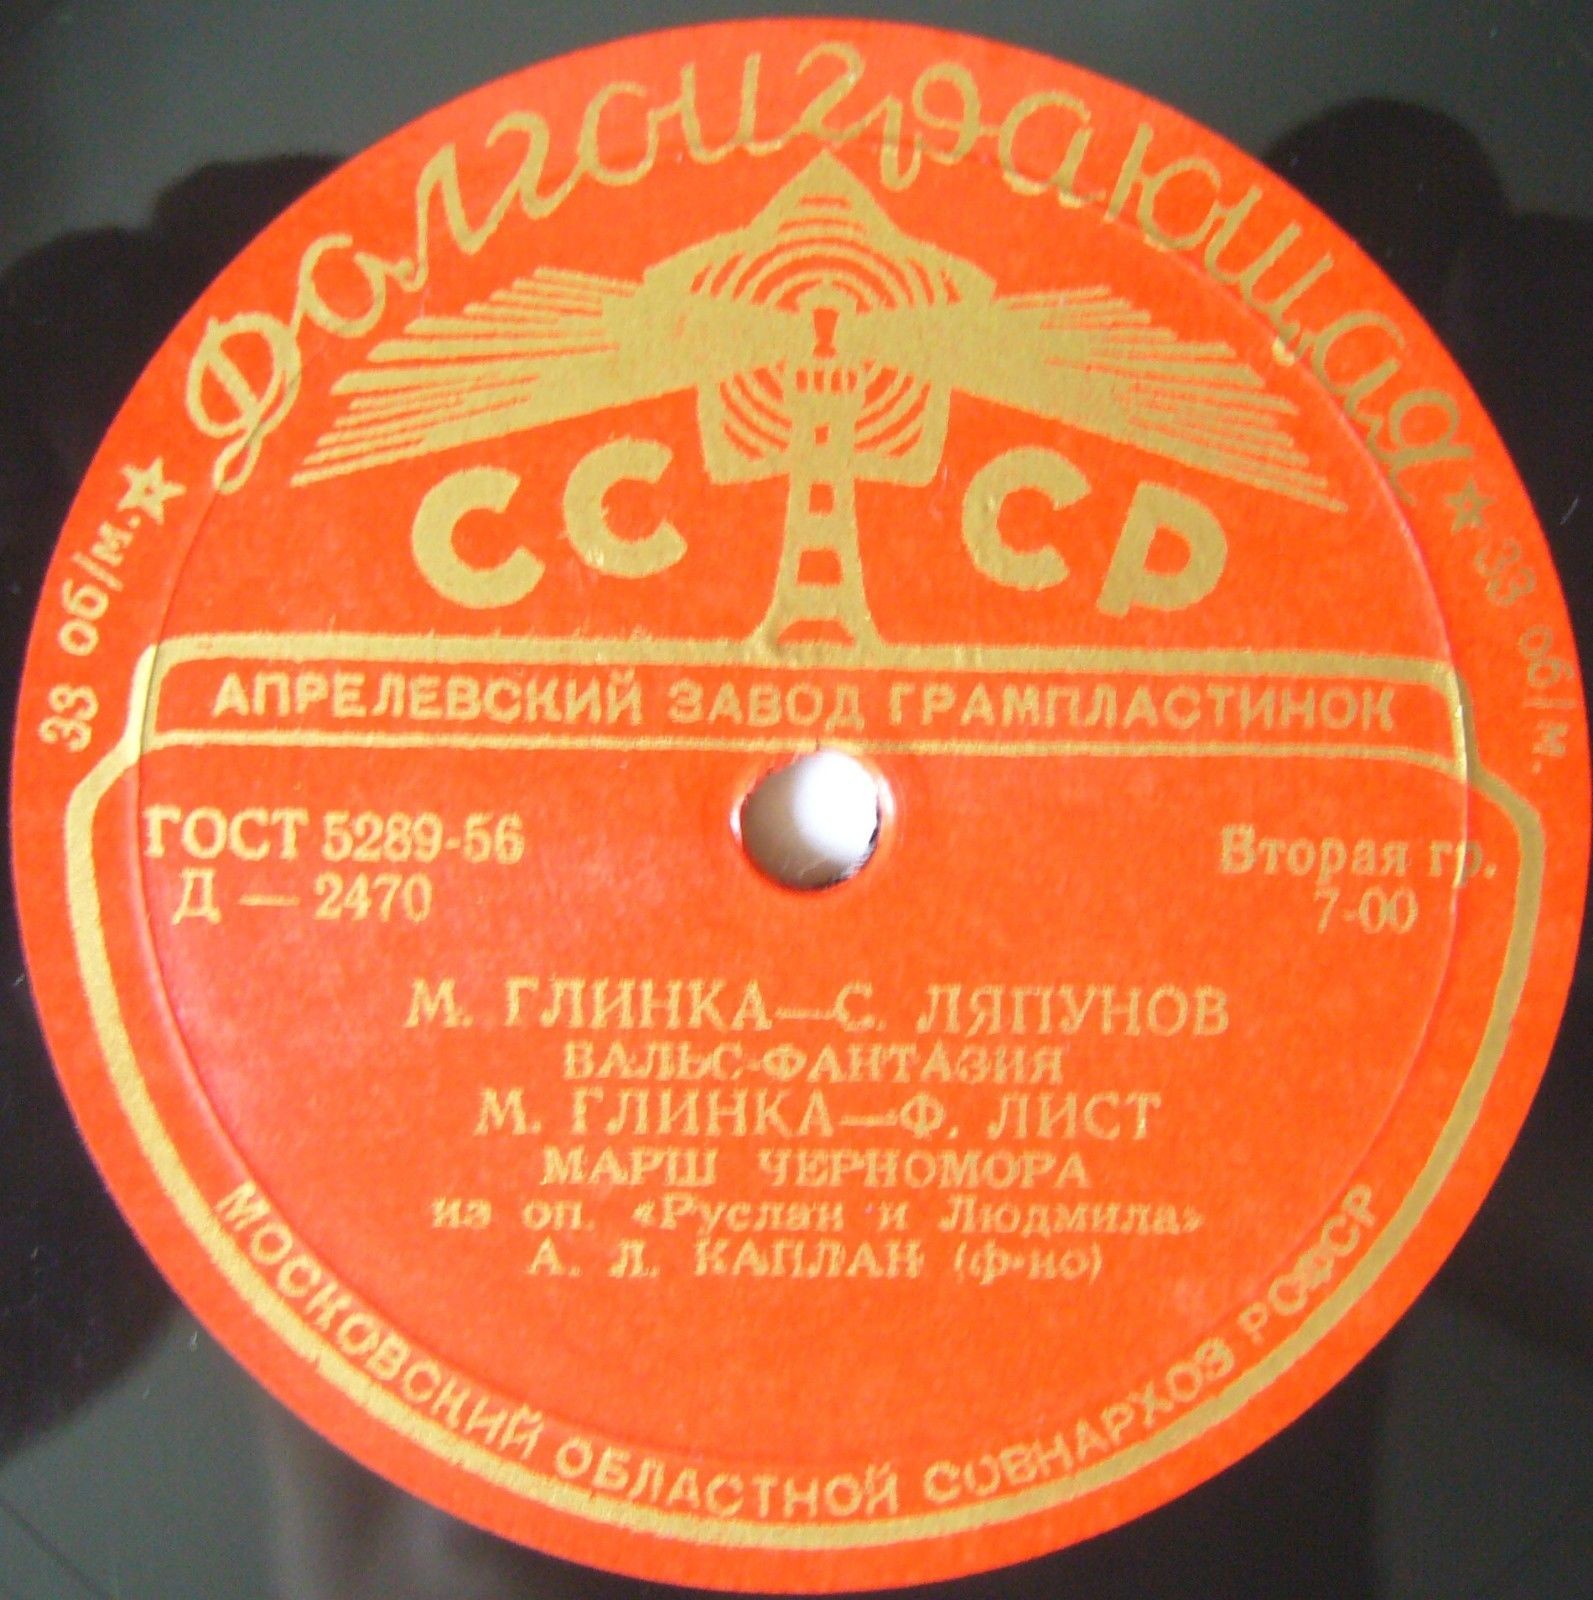 Долгоиграющая
33 об/м.
33 об/м.
СССР
АПРЕЛЕВСКИЙ ЗАВОД ГРАМПЛАСТИНОК
ГОСТ 5289-56
Д — 2470
Вторая гр.
7-00
М. ГЛИНКА—С. ЛЯПУНОВ
ВАЛЬС-ФАНТАЗИЯ
М. ГЛИНКА—Ф. ЛИСТ
МАРШ ЧЕРНОМОРА
из оп. «Руслан и Людмила»
А. Л. КАПЛАН (ф-но)
МОСКОВСКИЙ ОБЛАСТНОЙ СОВНАРХОЗ РСФСР